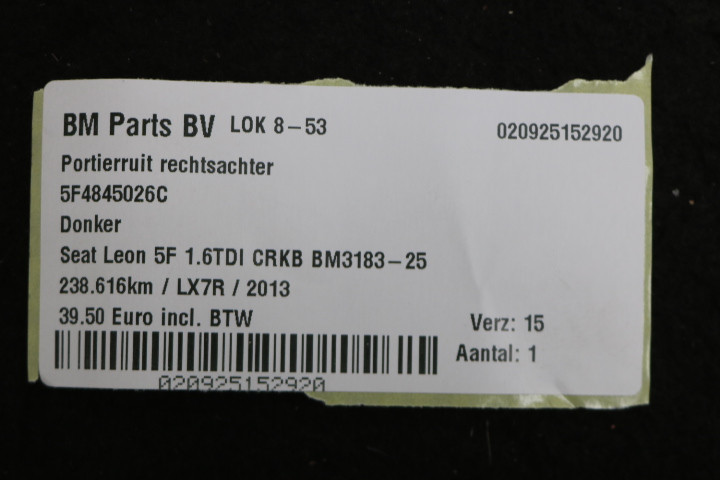 BM Parts BV LOK 8-53 020925152920
Portierruit rechtsachter
5F4845026C
Donker
Seat Leon 5F 1.6TDI CRKB BM3183-25
238.616km / LX7R / 2013
39.50 Euro incl. BTW
Verz: 15
Aantal: 1
020925152920